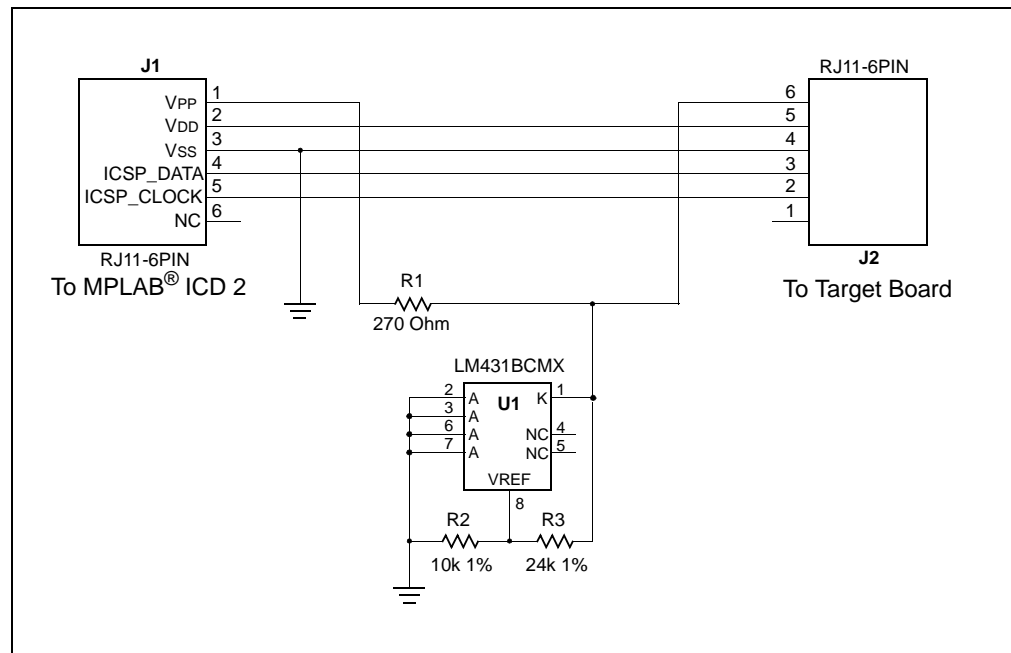 J1
VPP
VDD
VSS
ICSP_DATA
ICSP_CLOCK
NC
1
2
3
4
5
6
RJ11-6PIN
To MPLAB® ICD 2
RJ11-6PIN
6
5
4
3
2
1
J2
To Target Board
R1
270 Ohm
LM431BCMX
2 A U1 K 1
3 A
6 A NC 4
7 A NC 5
VREF
8
R2 R3
10k 1% 24k 1%